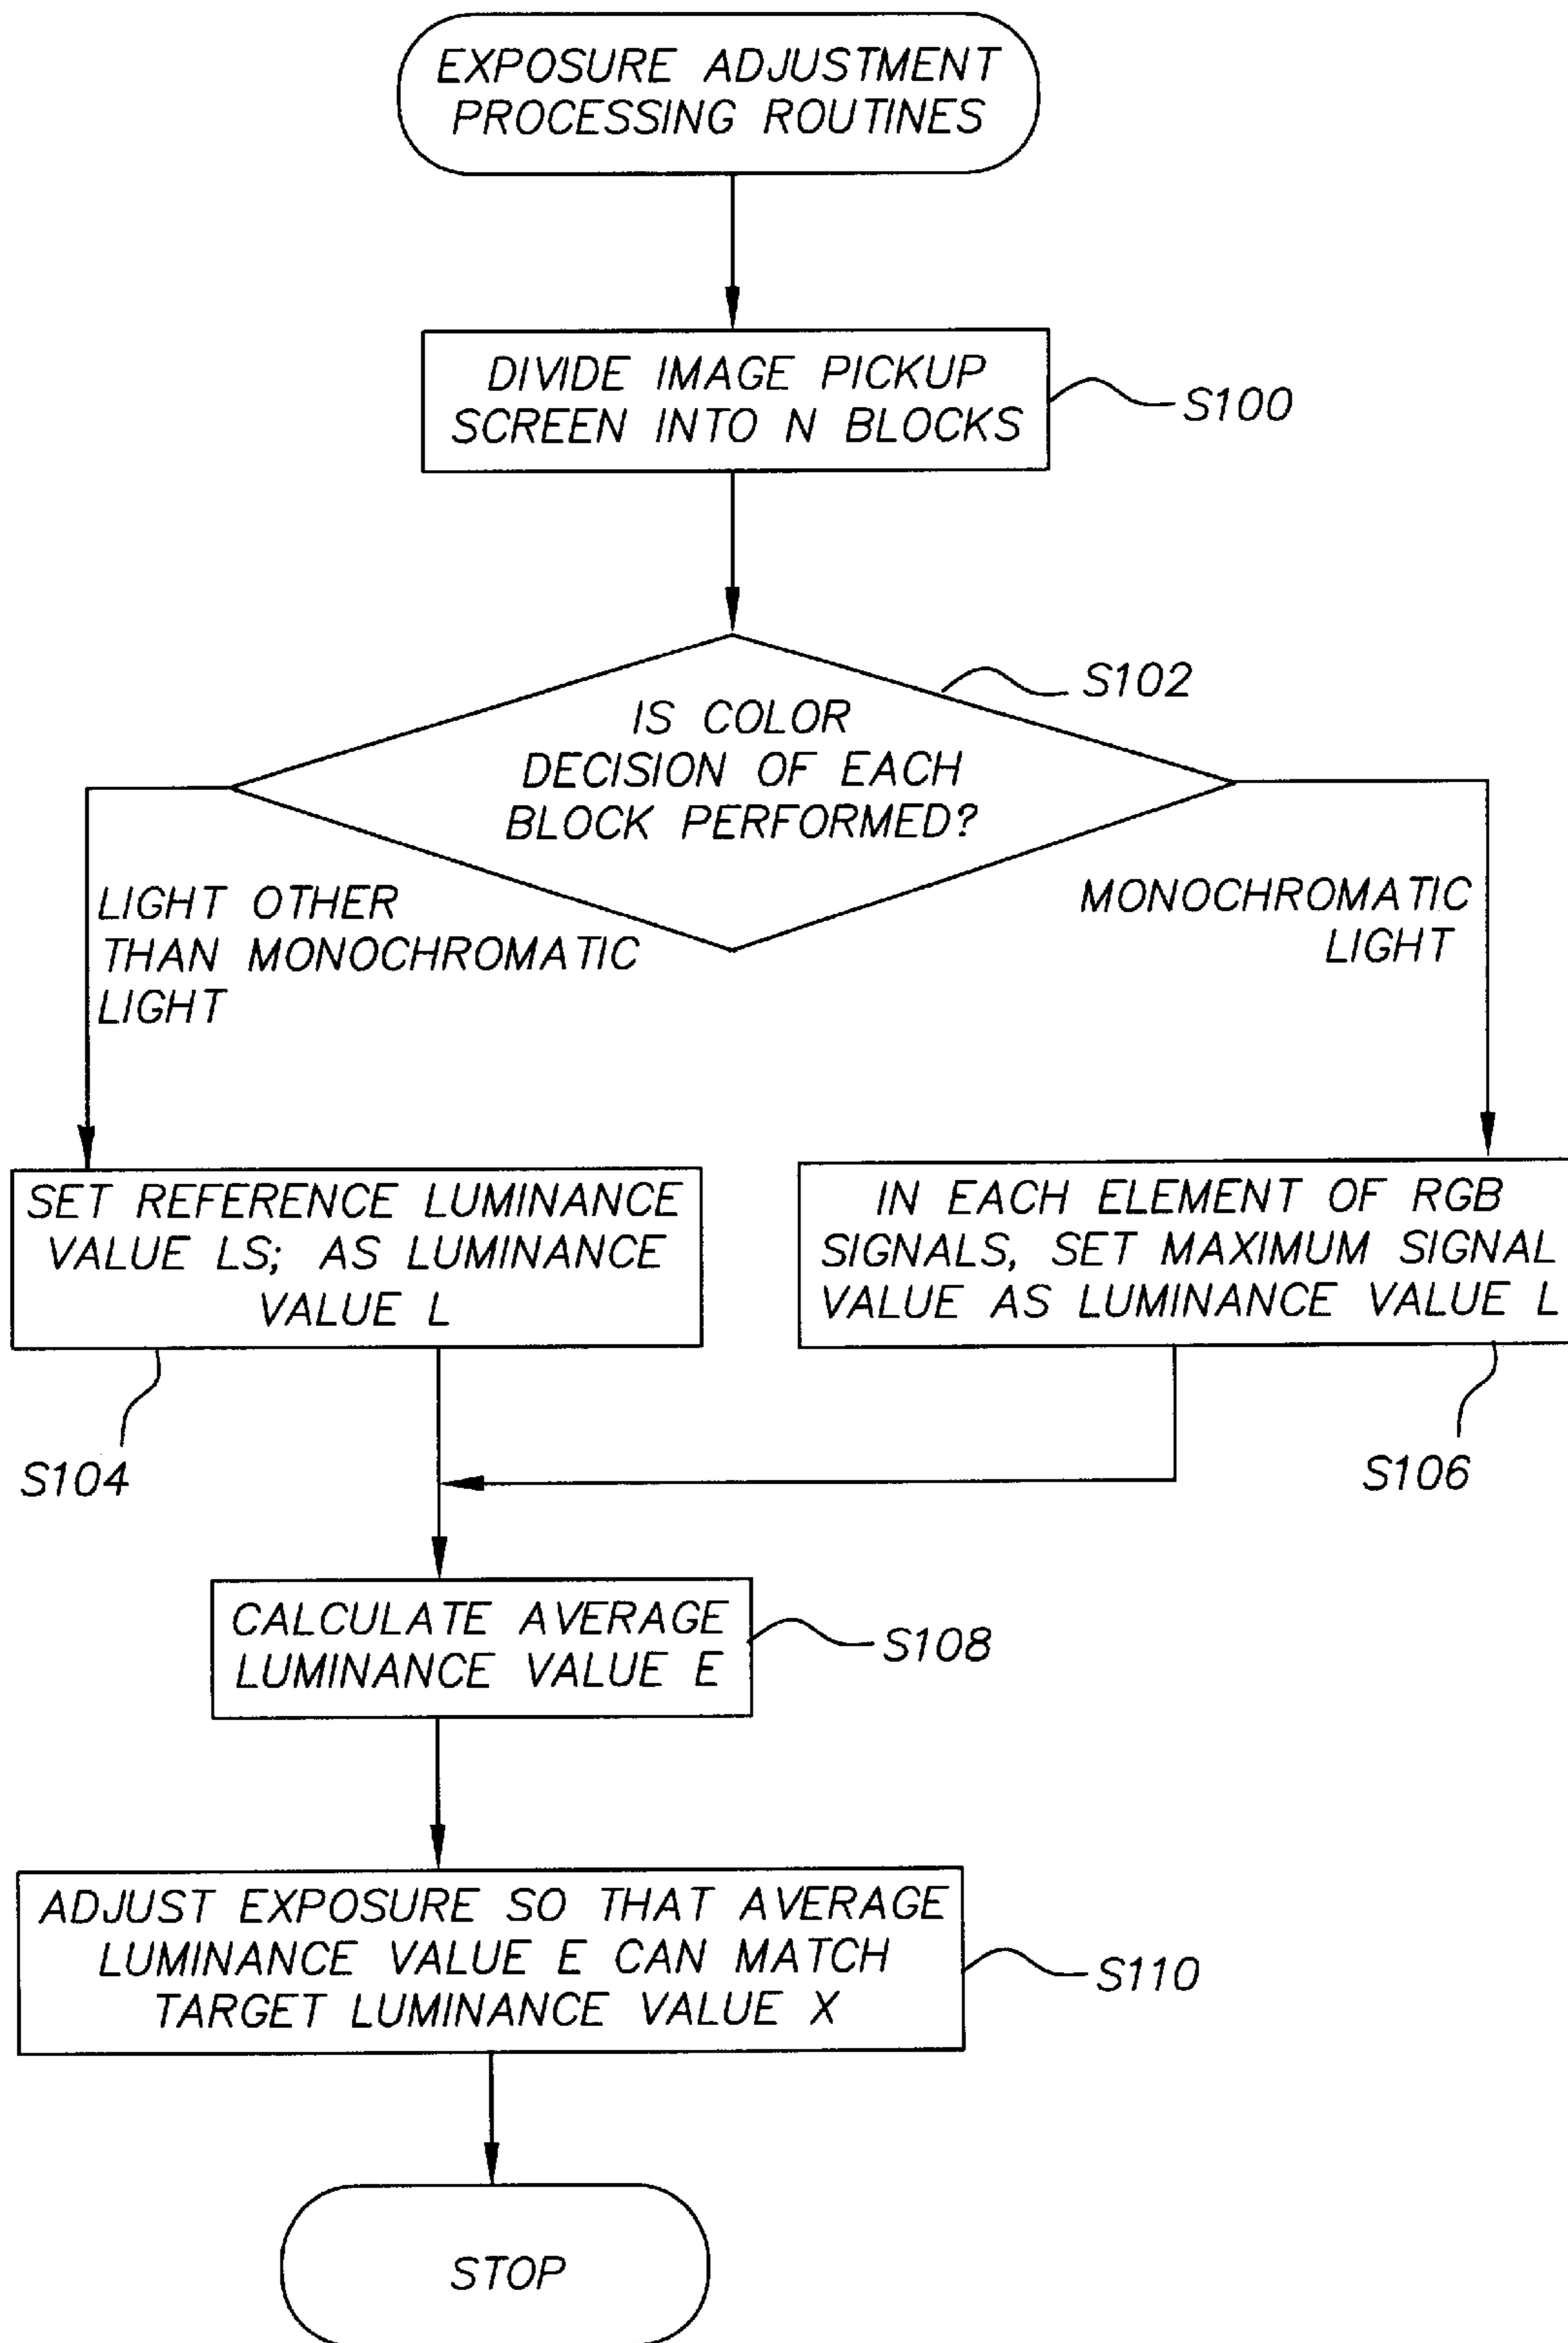 EXPOSURE ADJUSTMENT
PROCESSING ROUTINES
DIVIDE IMAGE PICKUP
SCREEN INTO N BLOCKS
S100
S102
IS COLOR
DECISION OF EACH
BLOCK PERFORMED?
LIGHT OTHER
THAN MONOCHROMATIC
LIGHT
MONOCHROMATIC
LIGHT
SET REFERENCE LUMINANCE
VALUE LS; AS LUMINANCE
VALUE L
S104
IN EACH ELEMENT OF RGB
SIGNALS, SET MAXIMUM SIGNAL
VALUE AS LUMINANCE VALUE L
S106
CALCULATE AVERAGE
LUMINANCE VALUE E
S108
ADJUST EXPOSURE SO THAT AVERAGE
LUMINANCE VALUE E CAN MATCH
TARGET LUMINANCE VALUE X
S110
STOP